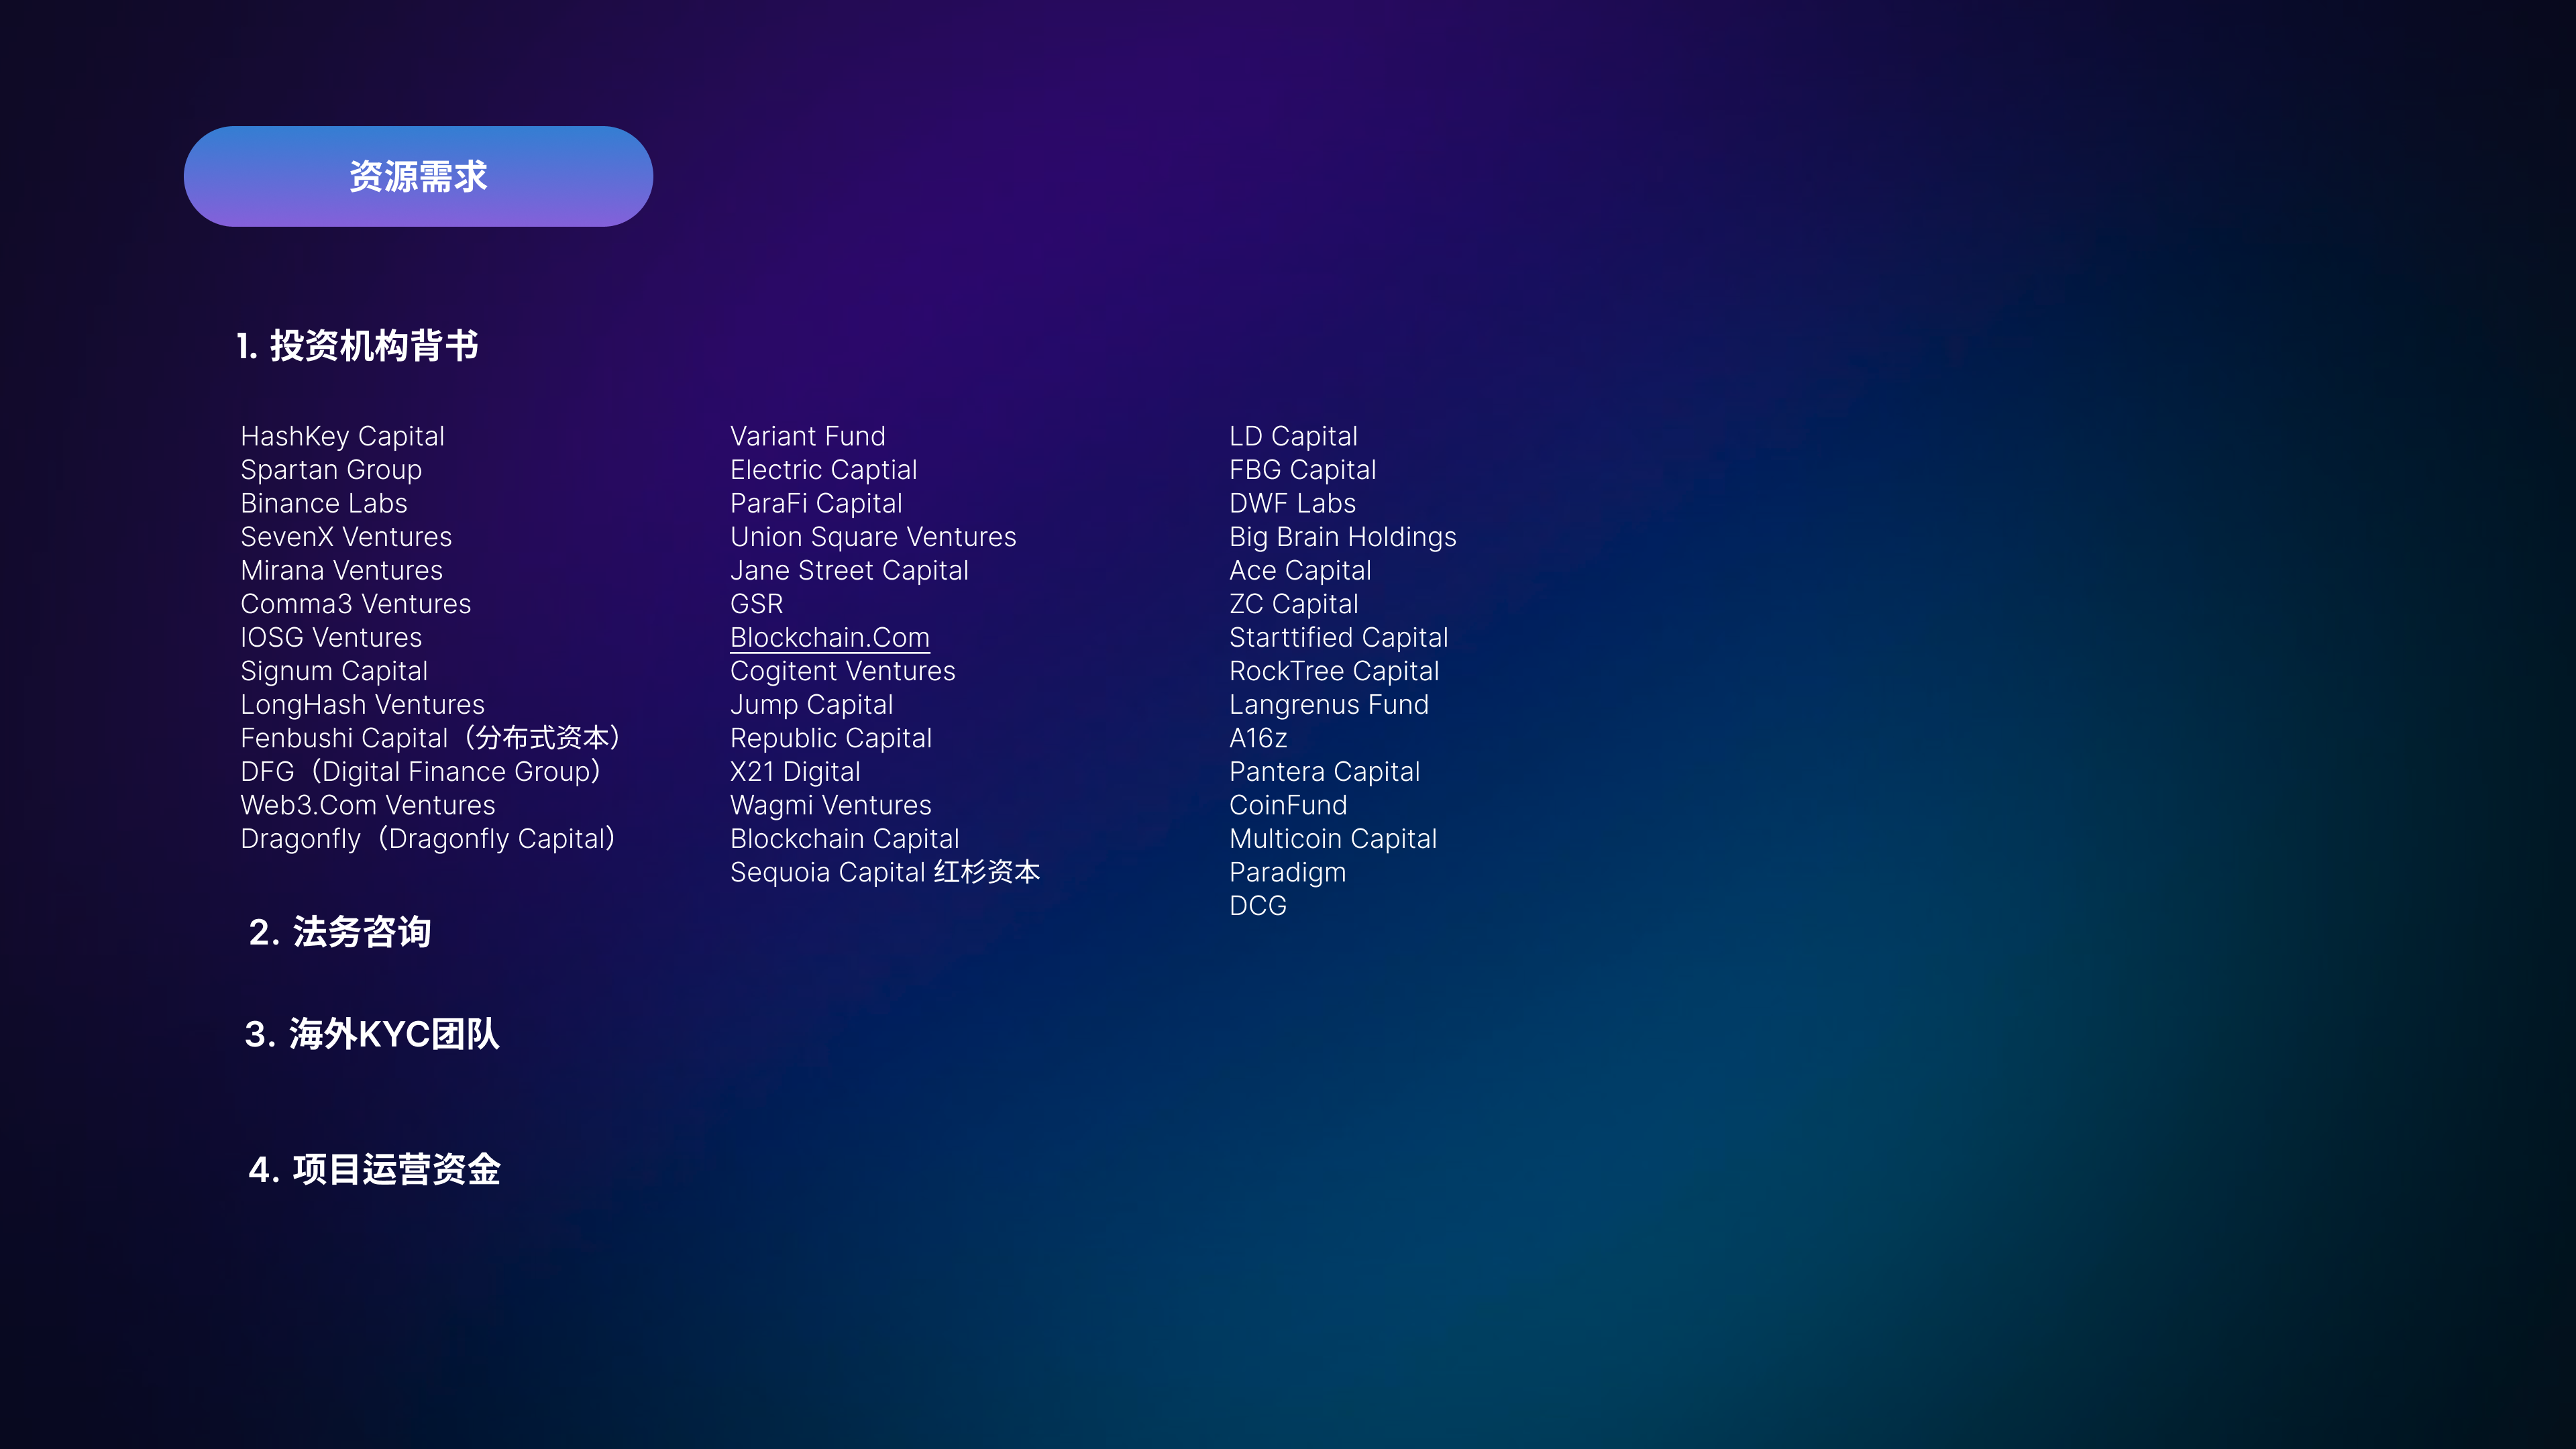 资源需求
1. 投资机构背书
HashKey Capital
Spartan Group
Binance Labs
SevenX Ventures
Mirana Ventures
Comma3 Ventures
IOSG Ventures
Signum Capital
LongHash Ventures
Fenbushi Capital（分布式资本）
DFG（Digital Finance Group）
Web3.Com Ventures
Dragonfly（Dragonfly Capital）
Variant Fund
Electric Captial
ParaFi Capital
Union Square Ventures
Jane Street Capital
GSR
Blockchain.Com
Cogitent Ventures
Jump Capital
Republic Capital
X21 Digital
Wagmi Ventures
Blockchain Capital
Sequoia Capital 红杉资本
LD Capital
FBG Capital
DWF Labs
Big Brain Holdings
Ace Capital
ZC Capital
Starttified Capital
RockTree Capital
Langrenus Fund
A16z
Pantera Capital
CoinFund
Multicoin Capital
Paradigm
DCG
2. 法务咨询
3. 海外KYC团队
4. 项目运营资金